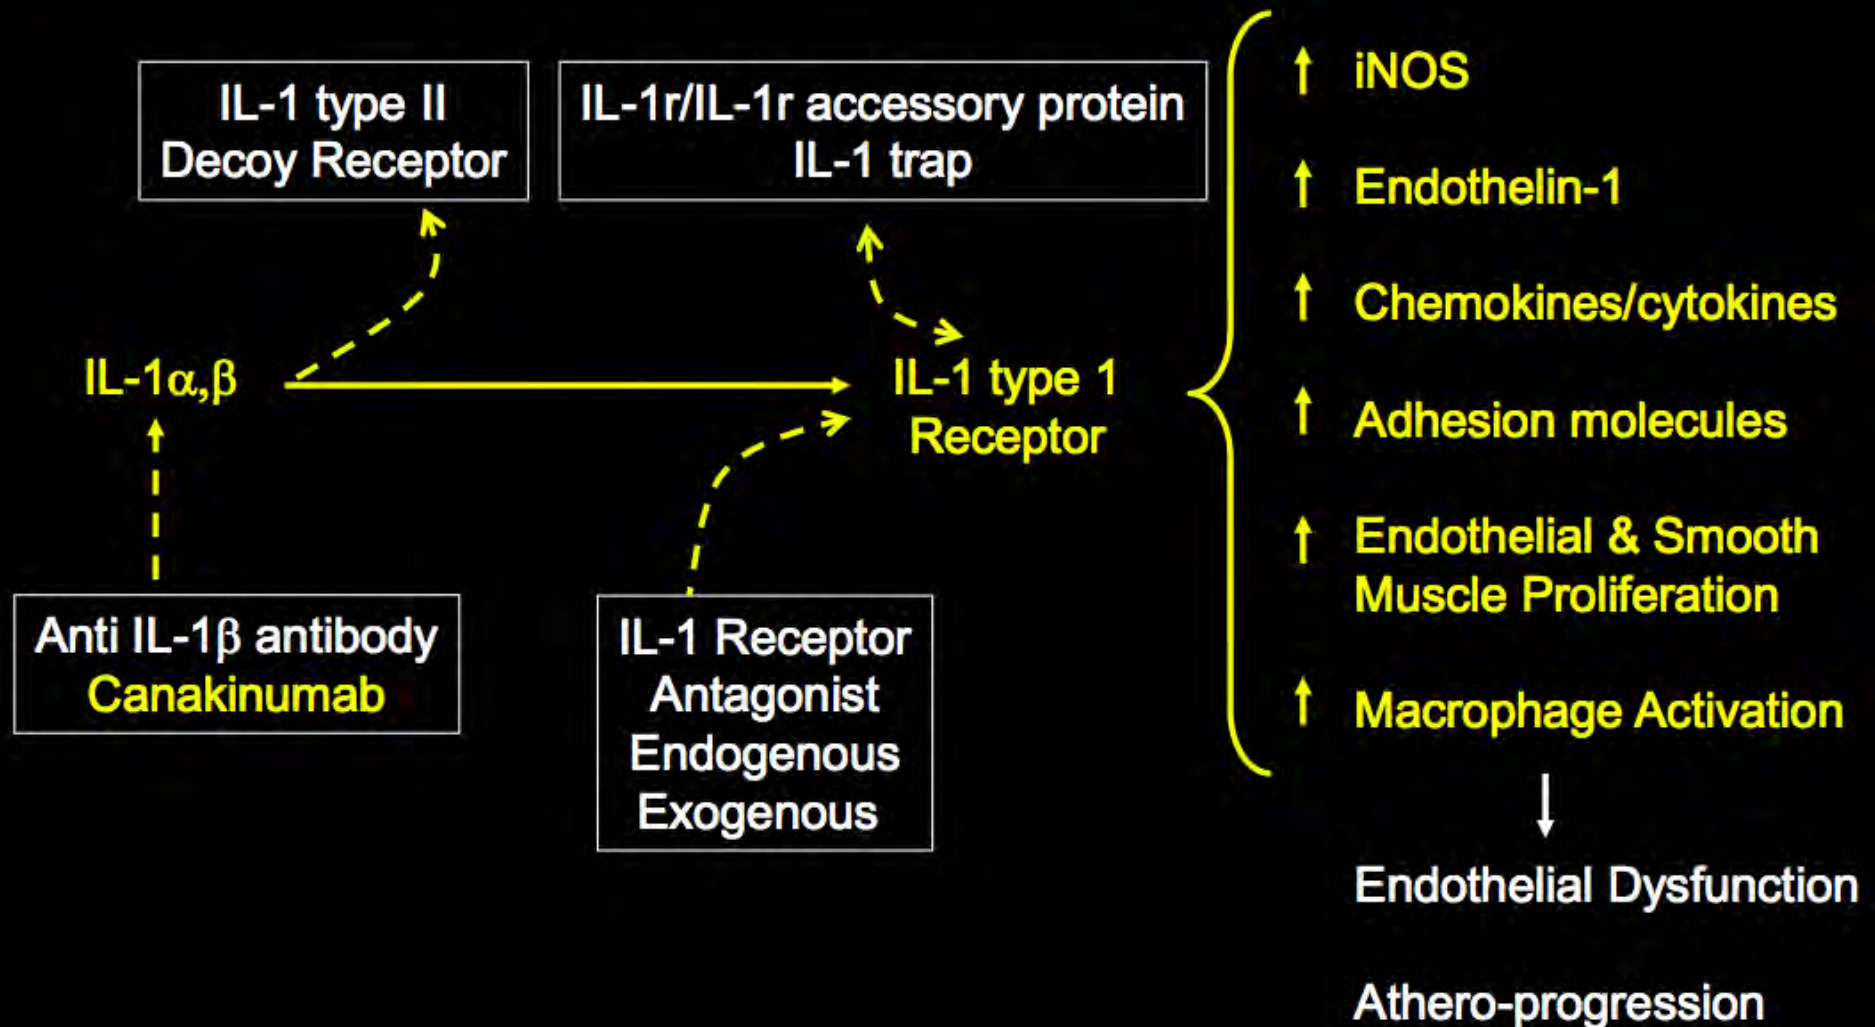 IL-1 type II
Decoy Receptor
IL-1r/IL-1r accessory protein
IL-1 trap
IL-1α,β
IL-1 type 1
Receptor
Anti IL-1β antibody
Canakinumab
IL-1 Receptor
Antagonist
Endogenous
Exogenous
↑ iNOS
↑ Endothelin-1
↑ Chemokines/cytokines
↑ Adhesion molecules
↑ Endothelial & Smooth
Muscle Proliferation
↑ Macrophage Activation
Endothelial Dysfunction
Athero-progression